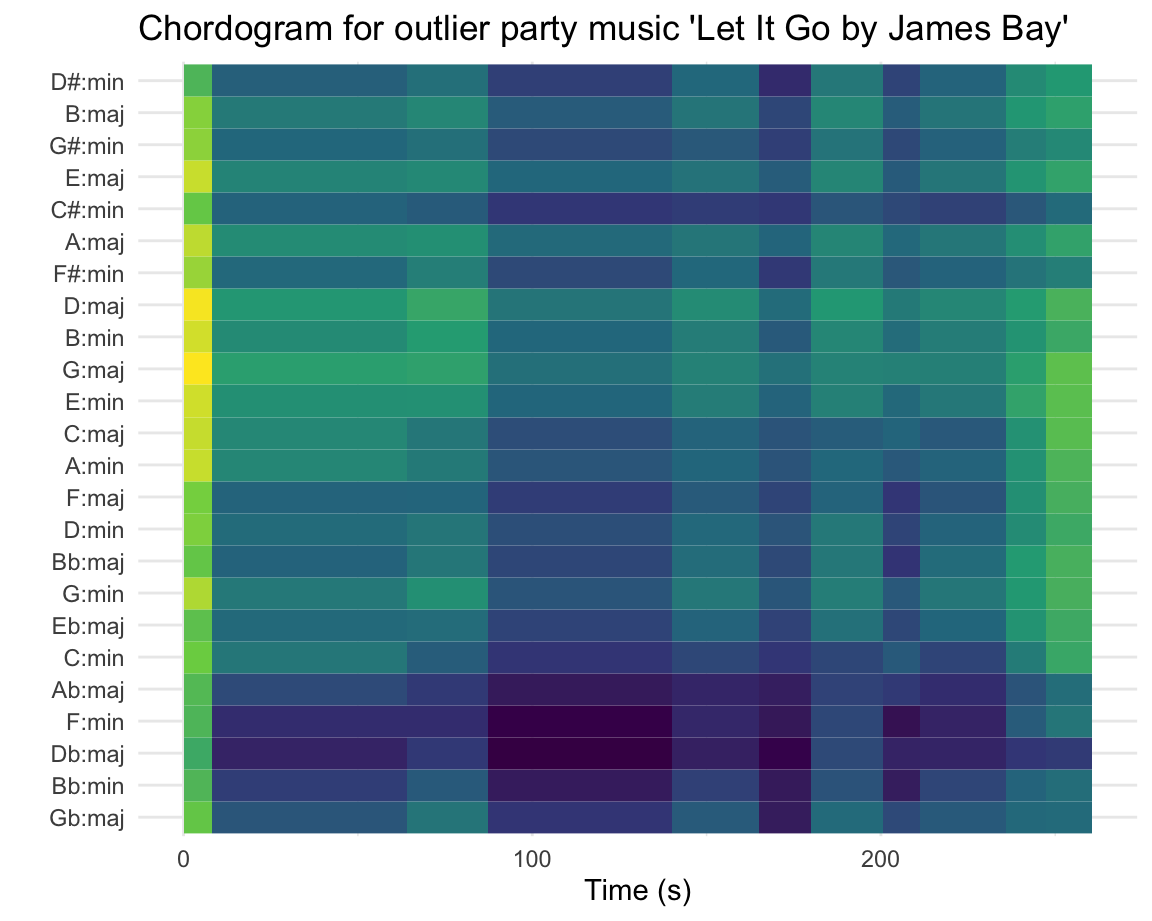 Chordogram for outlier party music 'Let It Go by James Bay'
D#:min
B:maj
G#:min
E:maj
C#:min
A:maj
F#:min
D:maj
B:min
G:maj
E:min
C:maj
A:min
F:maj
D:min
Bb:maj
G:min
Eb:maj
C:min
Ab:maj
F:min
Db:maj
Bb:min
Gb:maj
0 100 200
Time (s)